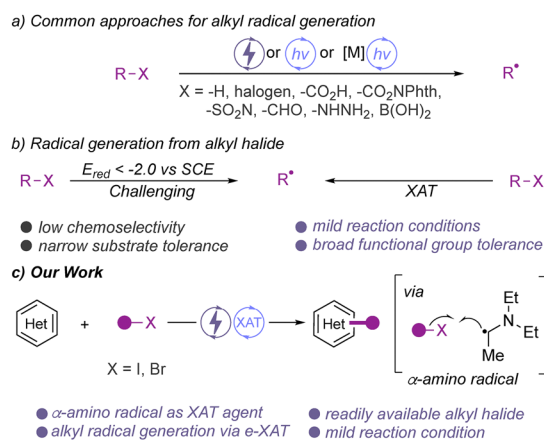 a) Common approaches for alkyl radical generation
R–X
or hv or [M] hv
R•
X = -H, halogen, -CO2H, -CO2NPhth,
-SO2N, -CHO, -NHNH2, B(OH)2
b) Radical generation from alkyl halide
R–X
Ered < -2.0 vs SCE
Challenging
R•
XAT
R–X
low chemoselectivity
narrow substrate tolerance
mild reaction conditions
broad functional group tolerance
c) Our Work
Het
+
X
XAT
Het
via
X
N
Et
Et
Me
X = I, Br
α-amino radical
α-amino radical as XAT agent
alkyl radical generation via e-XAT
readily available alkyl halide
mild reaction condition